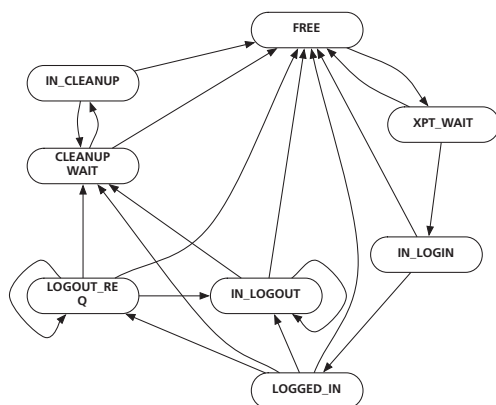 FREE
IN_CLEANUP
XPT_WAIT
CLEANUP
WAIT
IN_LOGIN
LOGOUT_RE
Q
IN_LOGOUT
LOGGED_IN